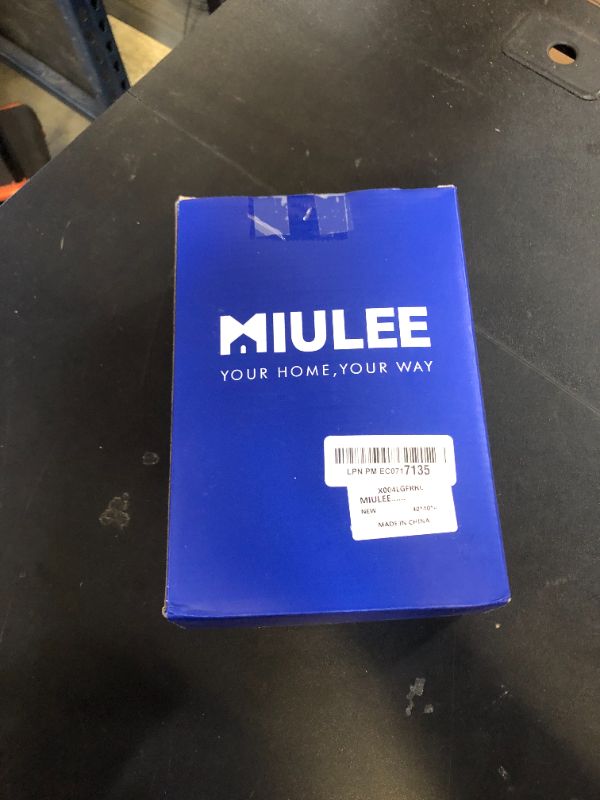 MIULEE
YOUR HOME, YOUR WAY
LPN PM EC0717135
MIULEE
NEW
MADE IN CHINA